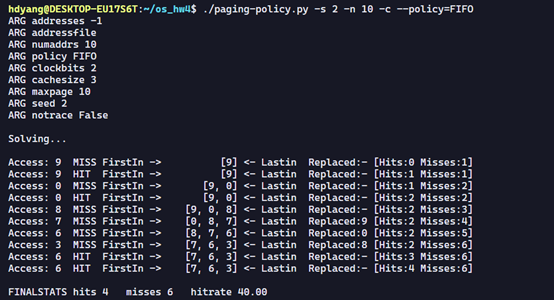 hdyang@DESKTOP-EU17S6T:~/os_hw4$ ./paging-policy.py -s 2 -n 10 -c --policy=FIFO
ARG addresses -1
ARG addressfile
ARG numaddrs 10
ARG policy FIFO
ARG clockbits 2
ARG cachesize 3
ARG maxpage 10
ARG seed 2
ARG notrace False

Solving...

Access: 9  MISS FirstIn ->          [9] <- Lastin  Replaced:- [Hits:0 Misses:1]
Access: 9  HIT  FirstIn ->          [9] <- Lastin  Replaced:- [Hits:1 Misses:1]
Access: 0  MISS FirstIn ->       [9, 0] <- Lastin  Replaced:- [Hits:1 Misses:2]
Access: 0  HIT  FirstIn ->       [9, 0] <- Lastin  Replaced:- [Hits:2 Misses:2]
Access: 8  MISS FirstIn ->    [9, 0, 8] <- Lastin  Replaced:- [Hits:2 Misses:3]
Access: 7  MISS FirstIn ->    [0, 8, 7] <- Lastin  Replaced:9 [Hits:2 Misses:4]
Access: 6  MISS FirstIn ->    [8, 7, 6] <- Lastin  Replaced:0 [Hits:2 Misses:5]
Access: 3  MISS FirstIn ->    [7, 6, 3] <- Lastin  Replaced:8 [Hits:2 Misses:6]
Access: 6  HIT  FirstIn ->    [7, 6, 3] <- Lastin  Replaced:- [Hits:3 Misses:6]
Access: 6  HIT  FirstIn ->    [7, 6, 3] <- Lastin  Replaced:- [Hits:4 Misses:6]

FINALSTATS hits 4   misses 6   hitrate 40.00